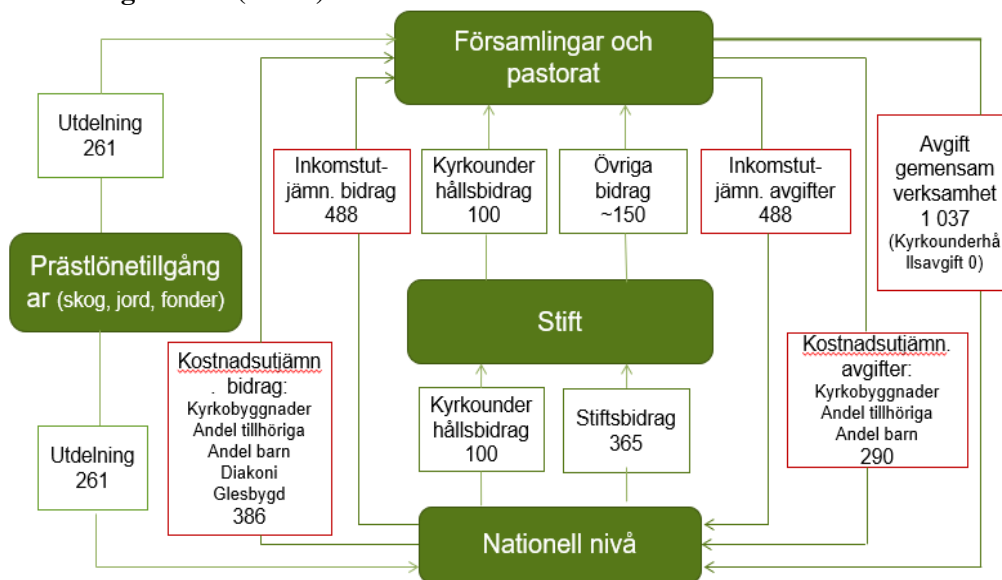 Församlingar och
pastorat
Utdelning
261
Inkomstut-
jämn. bidrag
488
Kyrkounder
hållsbidrag
100
Övriga
bidrag
~150
Inkomstut-
jämn. avgifter
488
Avgift
gemensam
verksamhet
1 037
(Kyrkounderhå
llsavgift 0)
Prästlönetillgång
ar (skog, jord, fonder)
Stift
Kostnadsutjämn
. bidrag:
Kyrkobyggnader
Andel tillhöriga
Andel barn
Diakoni
Glesbygd
386
Kyrkounder
hållsbidrag
100
Stiftsbidrag
365
Kostnadsutjämn.
avgifter:
Kyrkobyggnader
Andel tillhöriga
Andel barn
290
Utdelning
261
Nationell nivå